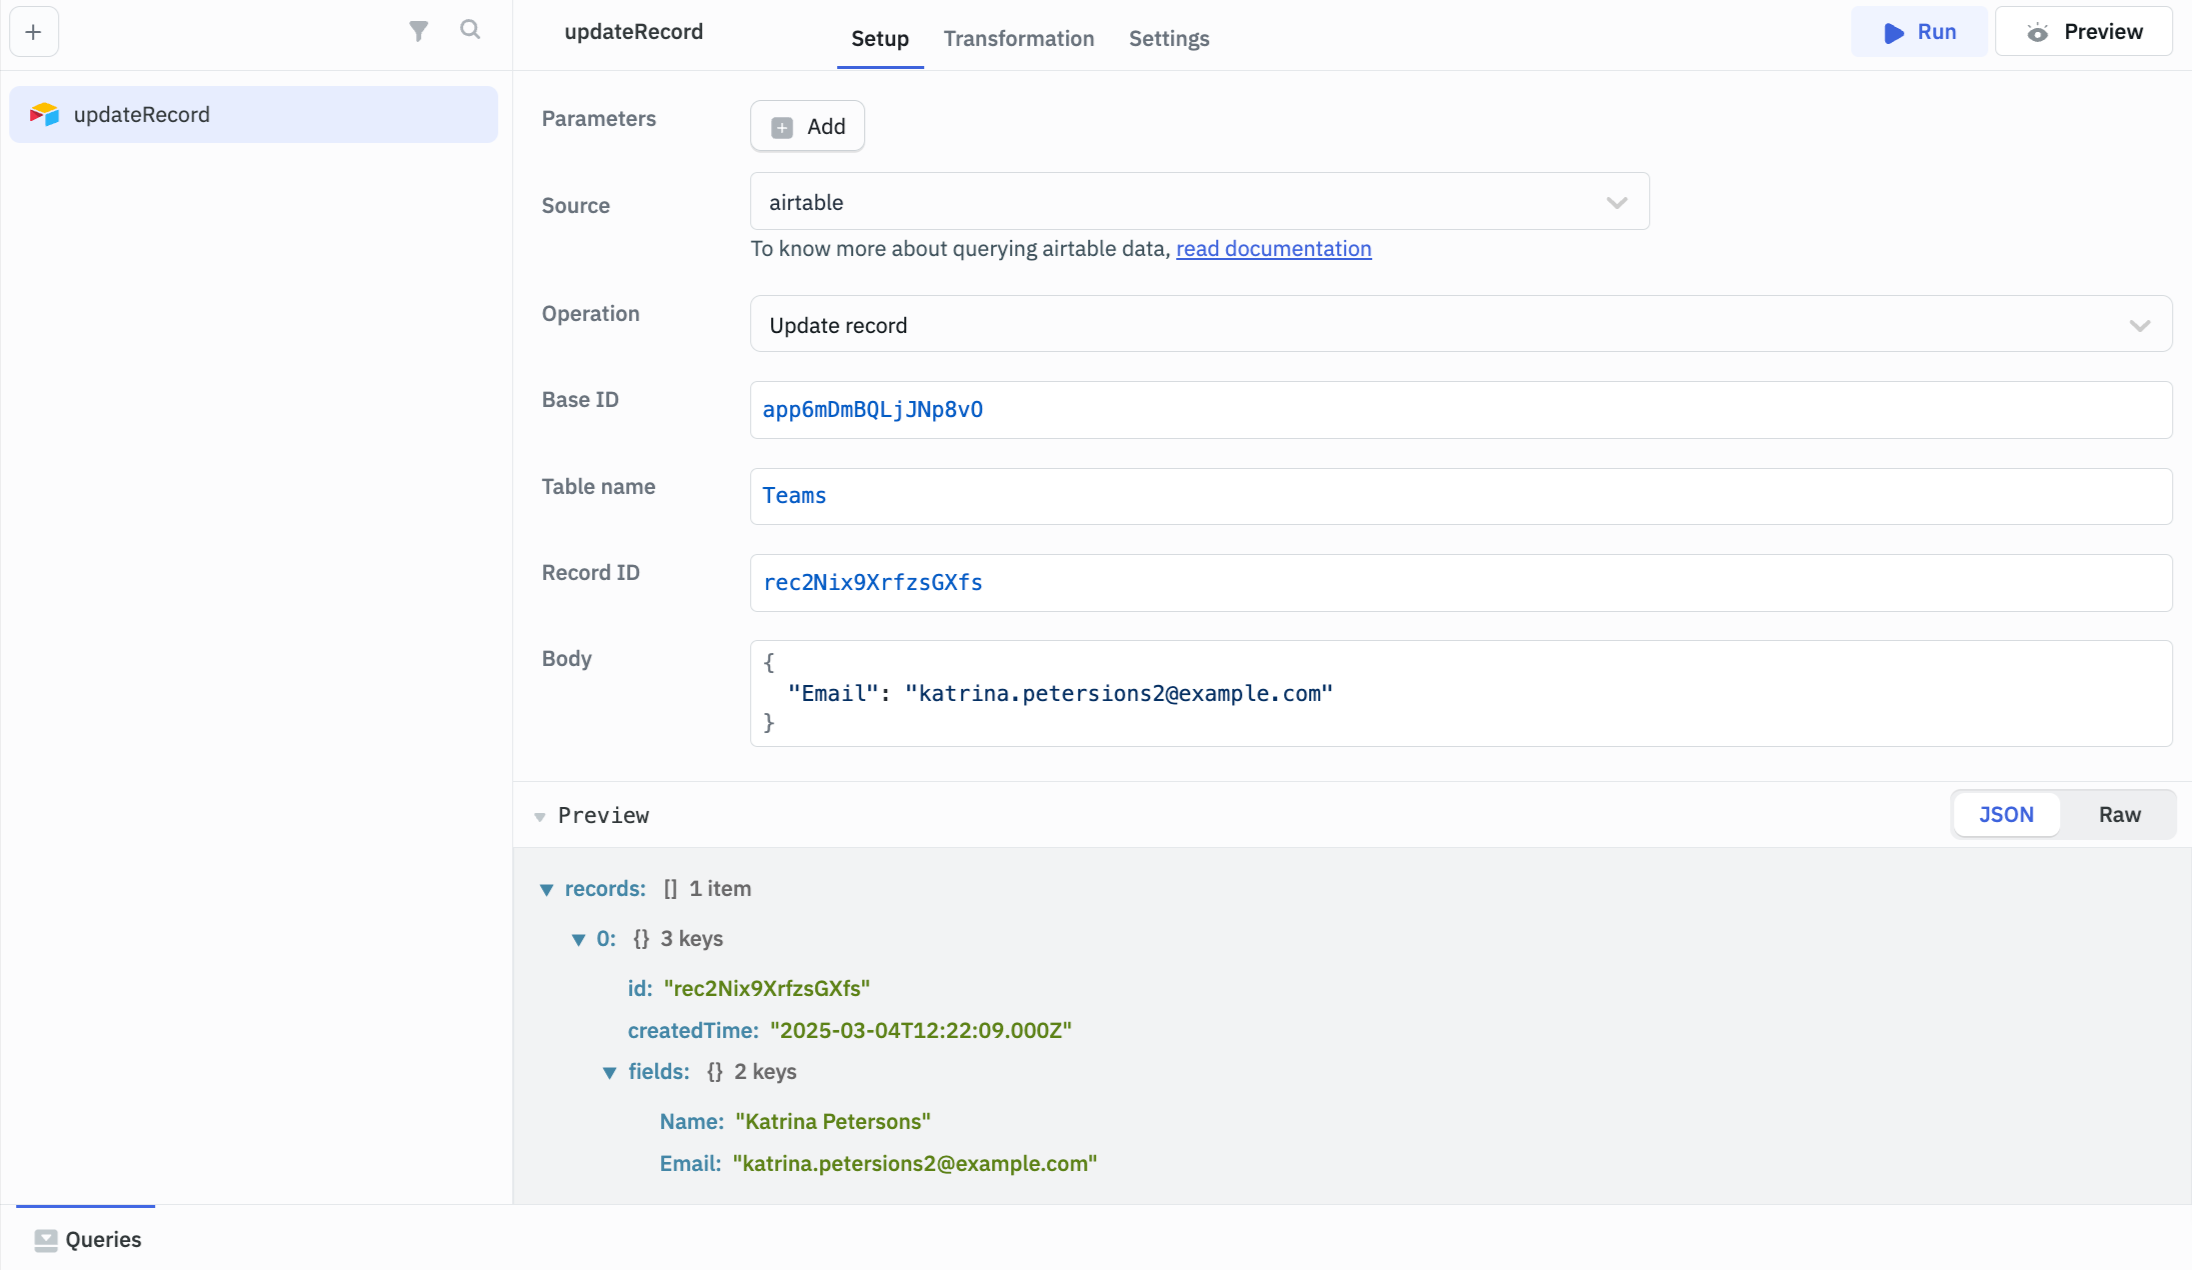 updateRecord
Setup
Transformation
Settings
Run
Preview
updateRecord
Parameters
Add
Source
airtable
To know more about querying airtable data, read documentation
Operation
Update record
Base ID
app6mDmBQLjJNp8vO
Table name
Teams
Record ID
rec2Nix9XrfzsGXfs
Body
{
"Email": "katrina.petersions2@example.com"
}
Preview
JSON
Raw
records: [] 1 item
0: {} 3 keys
id: "rec2Nix9XrfzsGXfs"
createdTime: "2025-03-04T12:22:09.000Z"
fields: {} 2 keys
Name: "Katrina Petersons"
Email: "katrina.petersions2@example.com"
Queries